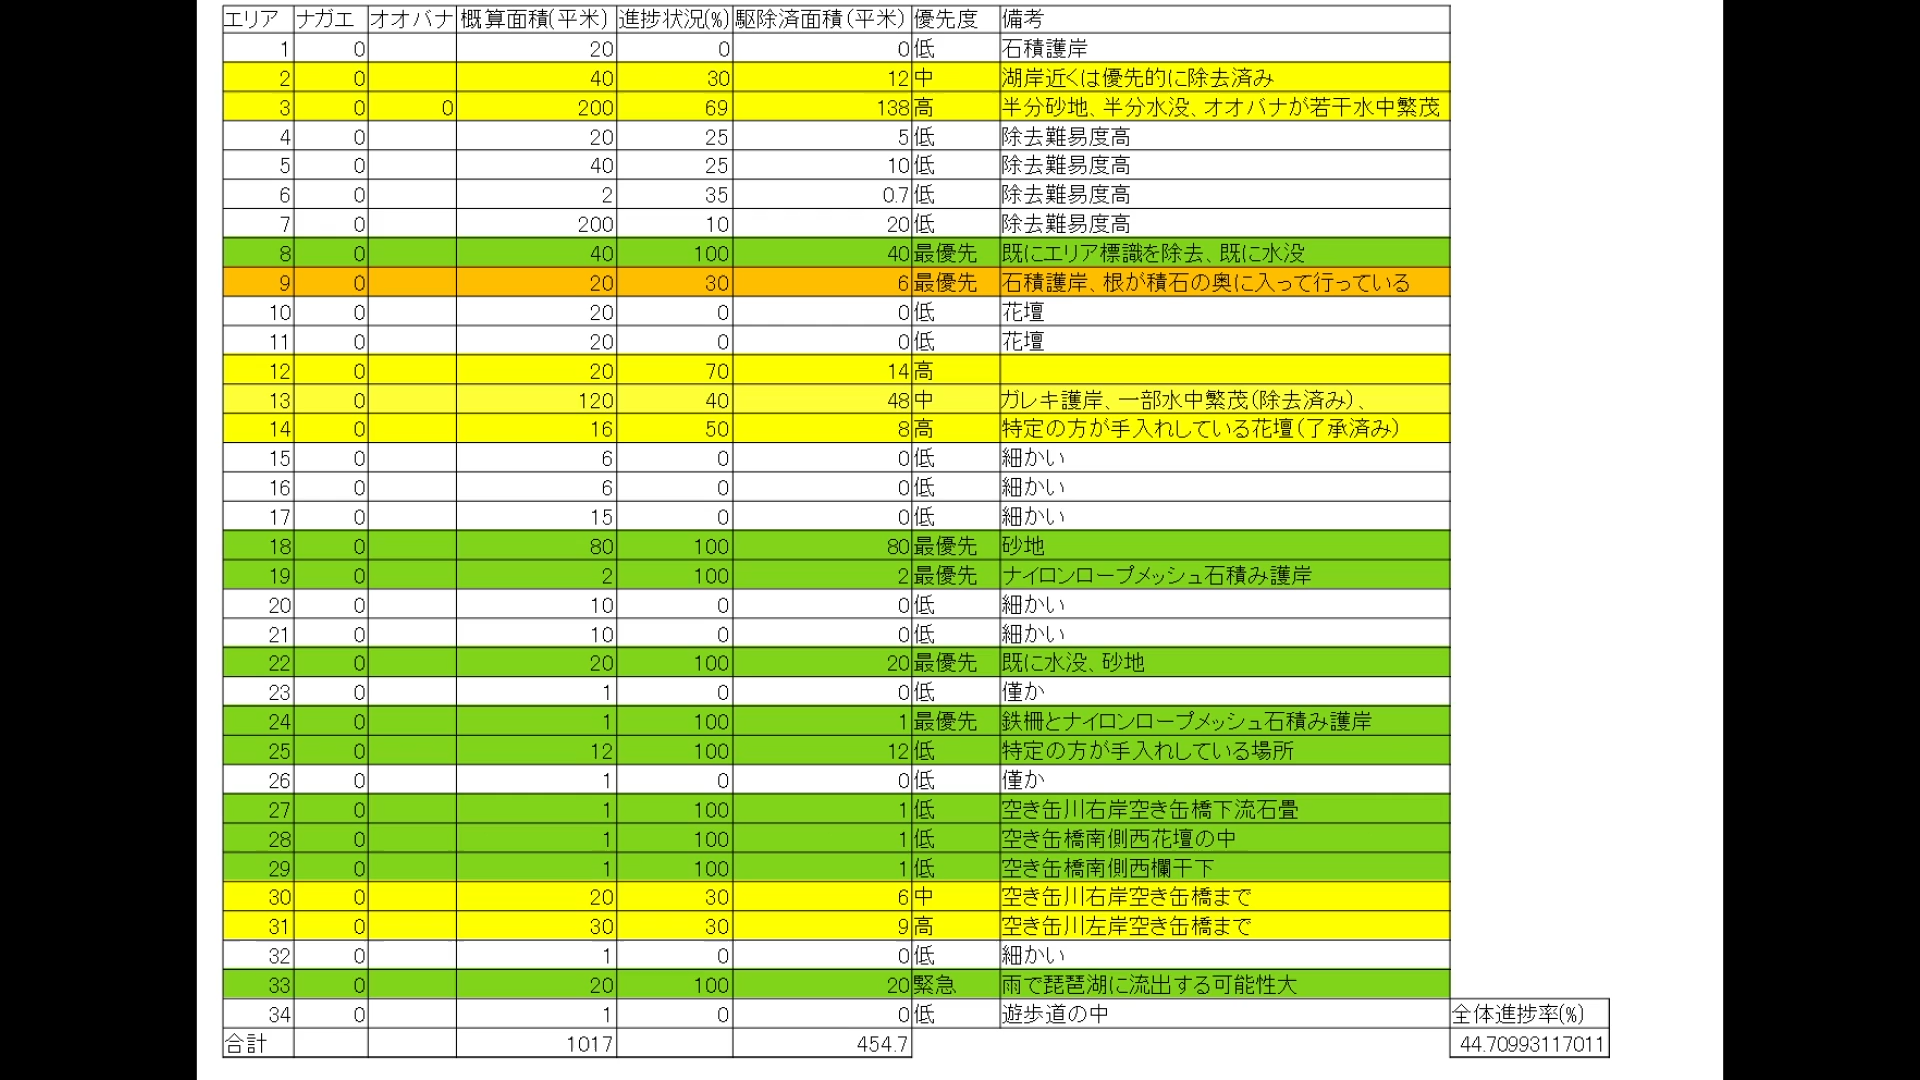 エリア ナガエ オオバナ 概算面積(平米) 進捗状況(%) 駆除済面積(平米) 優先度 備考
1 0 20 0 0 低 石積護岸
2 0 40 30 12 中 湖岸近くは優先的に除去済み
3 0 0 200 69 138 高 半分砂地、半分水没、オオバナが若干水中繁茂
4 0 20 25 5 低 除去難易度高
5 0 40 25 10 低 除去難易度高
6 0 2 35 0.7 低 除去難易度高
7 0 200 10 20 低 除去難易度高
8 0 40 100 40 最優先 既にエリア標識を除去、既に水没
9 0 20 30 6 最優先 石積護岸、根が積石の奥に入って行っている
10 0 20 0 0 低 花壇
11 0 20 0 0 低 花壇
12 0 20 70 14 高
13 0 120 40 48 中 ガレキ護岸、一部水中繁茂(除去済み)、
14 0 16 50 8 高 特定の方が手入れしている花壇(了承済み)
15 0 6 0 0 低 細かい
16 0 6 0 0 低 細かい
17 0 15 0 0 低 細かい
18 0 80 100 80 最優先 砂地
19 0 2 100 2 最優先 ナイロンロープメッシュ石積み護岸
20 0 10 0 0 低 細かい
21 0 10 0 0 低 細かい
22 0 20 100 20 最優先 既に水没、砂地
23 0 1 0 0 低 僅か
24 0 1 100 1 最優先 鉄柵とナイロンロープメッシュ石積み護岸
25 0 12 100 12 低 特定の方が手入れしている場所
26 0 1 0 0 低 僅か
27 0 1 100 1 低 空き缶川右岸空き缶橋下流石畳
28 0 1 100 1 低 空き缶橋南側西花壇の中
29 0 1 100 1 低 空き缶橋南側西欄干下
30 0 20 30 6 中 空き缶川右岸空き缶橋まで
31 0 30 30 9 高 空き缶川左岸空き缶橋まで
32 0 1 0 0 低 細かい
33 0 20 100 20 緊急 雨で琵琶湖に流出する可能性大
34 0 1 0 0 低 遊歩道の中 全体進捗率(%)
合計 1017 454.7 44.70993117011